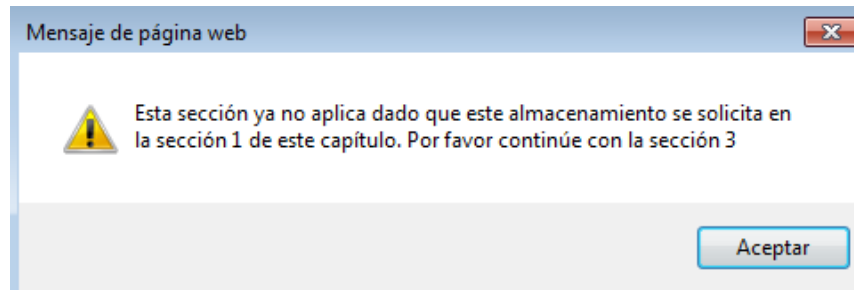 Mensaje de página web
Esta sección ya no aplica dado que este almacenamiento se solicita en
la sección 1 de este capítulo. Por favor continúe con la sección 3
Aceptar